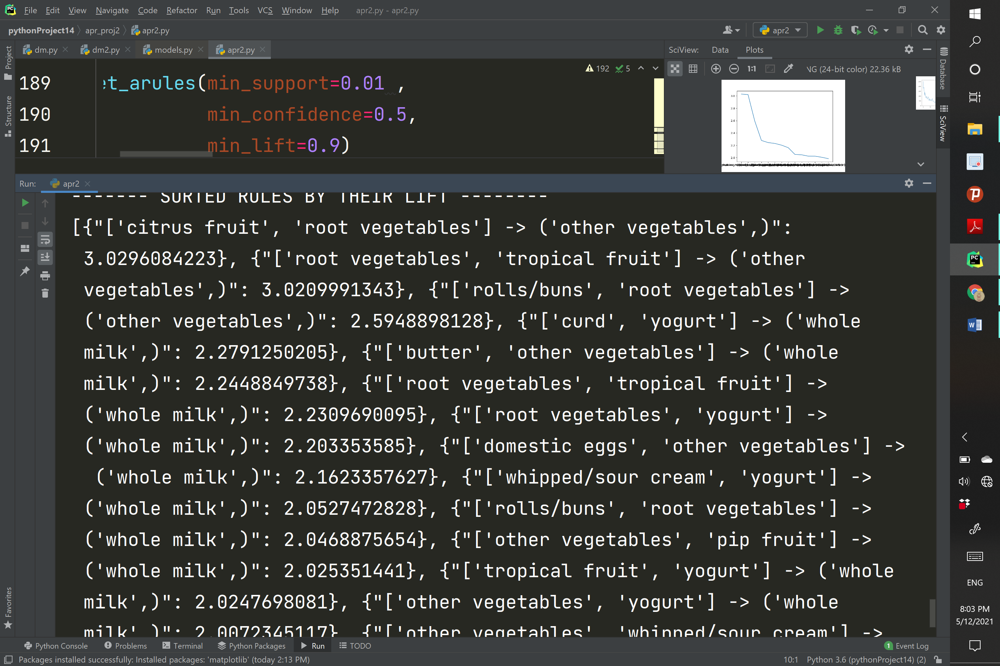 File Edit View Navigate Code Refactor Run Tools VCS Window Help apr2.py - apr2.py
pythonProject14 apr_proj2 apr2.py
apr2
dm.py dm2.py models.py apr2.py
SciView: Data Plots
192 5
NG (24-bit color) 22.36 kB
Project
Structure
Favorites
Database
SciView
189 et_arules(min_support=0.01 ,
190 min_confidence=0.5,
191 min_lift=0.9)
3.0
2.8
2.6
2.4
2.2
2.0
Run: apr2
------- SORTED RULES BY THEIR LIFT --------
[{"['citrus fruit', 'root vegetables'] -> ('other vegetables',)":
3.0296084223}, {"['root vegetables', 'tropical fruit'] -> ('other
vegetables',)": 3.0209991343}, {"['rolls/buns', 'root vegetables'] ->
('other vegetables',)": 2.5948898128}, {"['curd', 'yogurt'] -> ('whole
milk',)": 2.2791250205}, {"['butter', 'other vegetables'] -> ('whole
milk',)": 2.2448849738}, {"['root vegetables', 'tropical fruit'] ->
('whole milk',)": 2.2309690095}, {"['root vegetables', 'yogurt'] ->
('whole milk',)": 2.203353585}, {"['domestic eggs', 'other vegetables'] ->
('whole milk',)": 2.1623357627}, {"['whipped/sour cream', 'yogurt'] ->
('whole milk',)": 2.0527472828}, {"['rolls/buns', 'root vegetables'] ->
('whole milk',)": 2.0468875654}, {"['other vegetables', 'pip fruit'] ->
('whole milk',)": 2.025351441}, {"['tropical fruit', 'yogurt'] -> ('whole
milk',)": 2.0247698081}, {"['other vegetables', 'yogurt'] -> ('whole
milk',)": 2.0072345117}, {"['other vegetables', 'whipped/sour cream'] ->
Python Console Problems Terminal Python Packages Run TODO 1 Event Log
Packages installed successfully: Installed packages: 'matplotlib' (today 2:13 PM) 10:1 Python 3.6 (pythonProject14) (2)
ENG
8:03 PM
5/12/2021